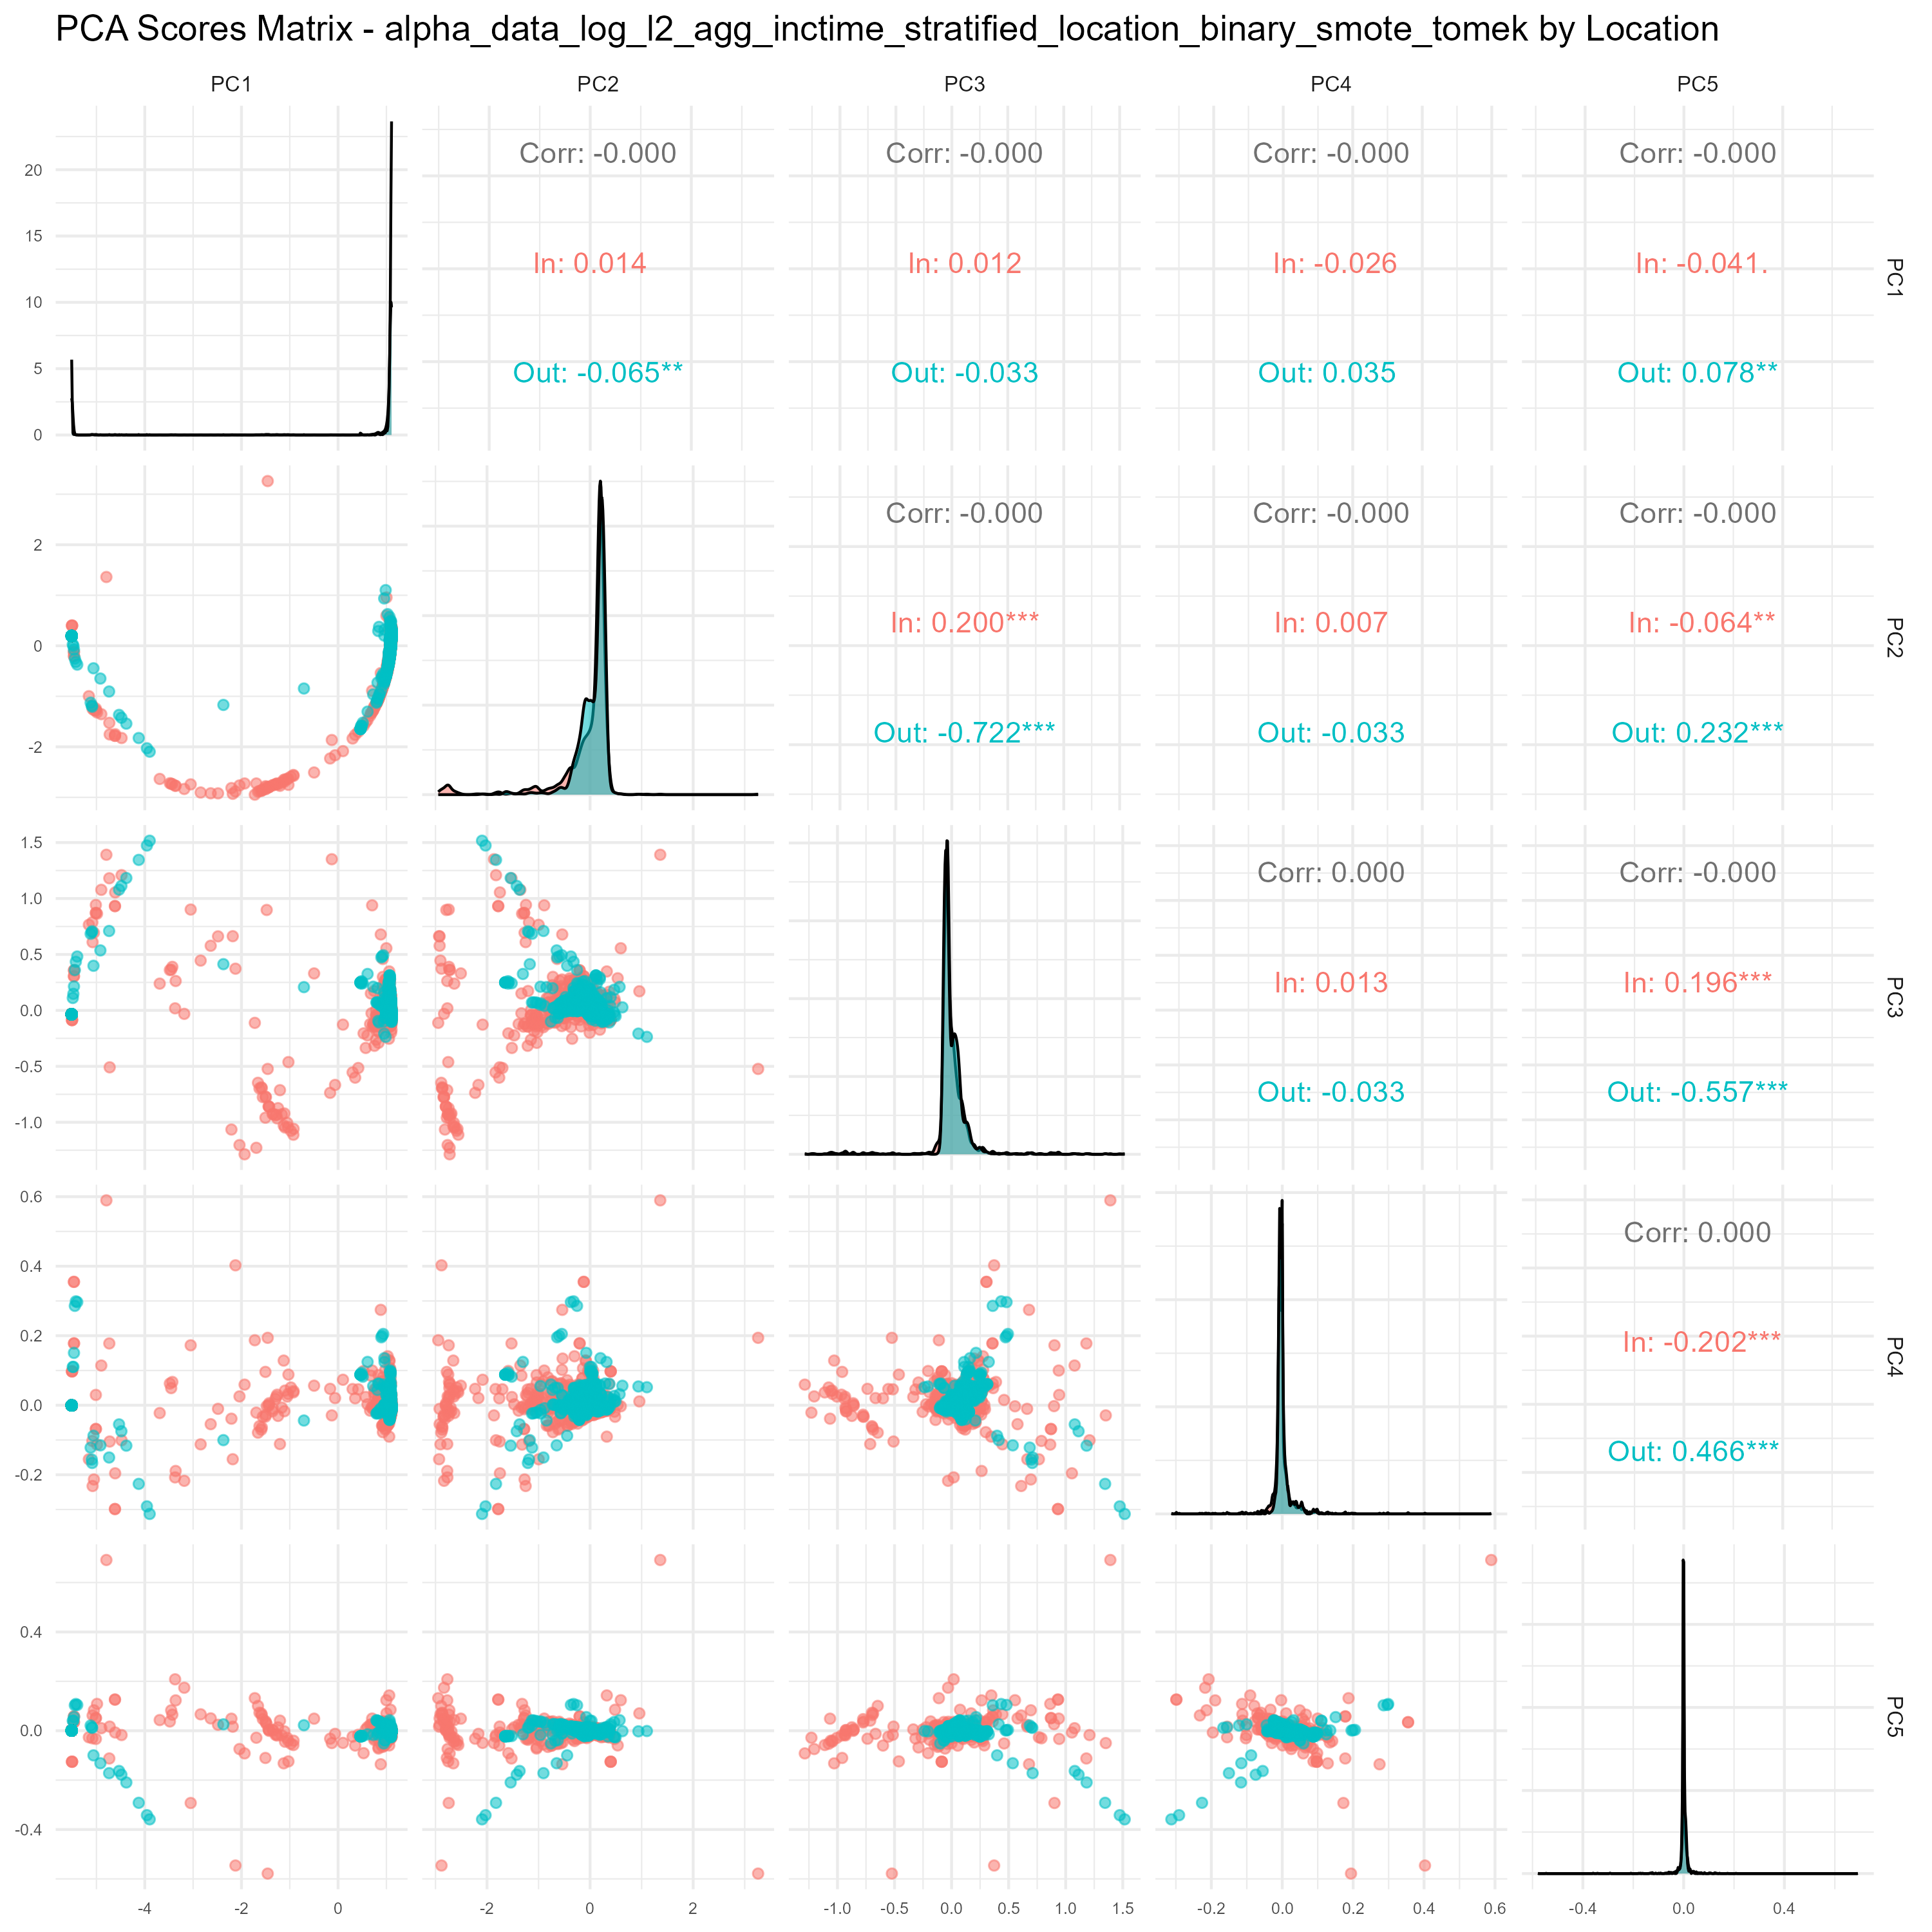 PCA Scores Matrix - alpha_data_log_l2_agg_inctime_stratified_location_binary_smote_tomek by Location
PC1 PC2 PC3 PC4 PC5
20
15
10
5
0
Corr: -0.000 Corr: -0.000 Corr: -0.000 Corr: -0.000
In: 0.014 In: 0.012 In: -0.026 In: -0.041.
Out: -0.065** Out: -0.033 Out: 0.035 Out: 0.078**
PC1
2
0
-2
Corr: -0.000 Corr: -0.000 Corr: -0.000
In: 0.200*** In: 0.007 In: -0.064**
Out: -0.722*** Out: -0.033 Out: 0.232***
PC2
1.5
1.0
0.5
0.0
-0.5
-1.0
Corr: 0.000 Corr: -0.000
In: 0.013 In: 0.196***
Out: -0.033 Out: -0.557***
PC3
0.6
0.4
0.2
0.0
-0.2
Corr: 0.000
In: -0.202***
Out: 0.466***
PC4
0.4
0.0
-0.4
PC5
-4 -2 0 -2 0 2 -1.0 -0.5 0.0 0.5 1.0 1.5 -0.2 0.0 0.2 0.4 0.6 -0.4 0.0 0.4